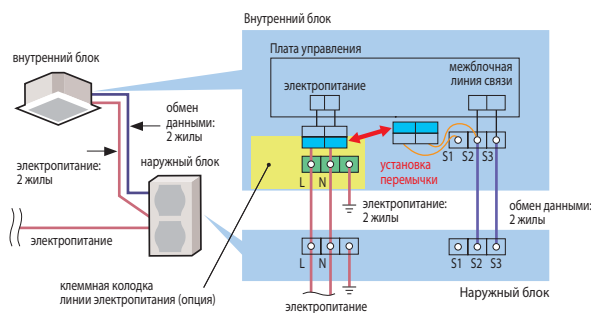 Внутренний блок
Плата управления
внутренний блок
электропитание
межблочная
линия связи
обмен
данными:
2 жилы
S1 S2 S3
электропитание:
2 жилы
наружный блок
установка
перемычки
L N
электропитание:
2 жилы
обмен данными:
2 жилы
электропитание
L N
S1 S2 S3
клеммная колодка
линии электропитания (опция)
Наружный блок
электропитание